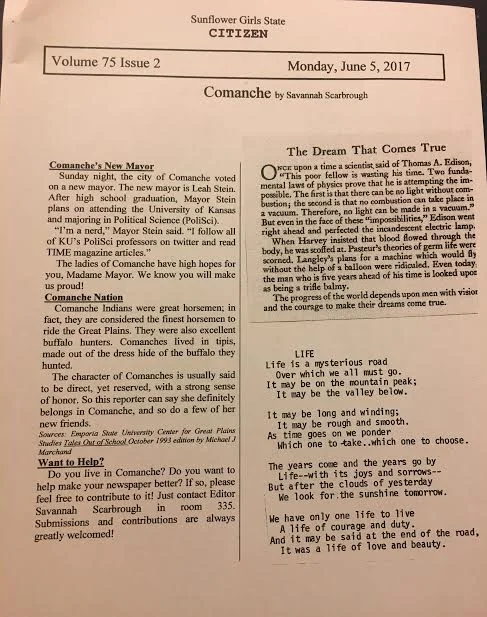 Sunflower Girls State
CITIZEN
Volume 75 Issue 2
Monday, June 5, 2017
Comanche by Savannah Scarbrough
Comanche's New Mayor
Sunday night, the city of Comanche voted
on a new mayor. The new mayor is Leah Stein.
After high school graduation, Mayor Stein
plans on attending the University of Kansas
and majoring in Political Science (PoliSci).
"I'm a nerd," Mayor Stein said. "I follow all
of KU's PoliSci professors on twitter and read
TIME magazine articles."
The ladies of Comanche have high hopes for
you, Madame Mayor. We know you will make
us proud!
Comanche Nation
Comanche Indians were great horsemen; in
fact, they are considered the finest horsemen to
ride the Great Plains. They were also excellent
buffalo hunters. Comanches lived in tipis,
made out of the dress hide of the buffalo they
hunted.
The character of Comanches is usually said
to be direct, yet reserved, with a strong sense
of honor. So this reporter can say she definitely
belongs in Comanche, and so do a few of her
new friends.
Sources: Emporia State University Center for Great Plains
Studies Tales Out of School October 1993 edition by Michael J
Marchand
Want to Help?
Do you live in Comanche? Do you want to
help make your newspaper better? If so, please
feel free to contribute to it! Just contact Editor
Savannah Scarbrough in room 335.
Submissions and contributions are always
greatly welcomed!
The Dream That Comes True
ONCE upon a time a scientist said of Thomas A. Edison,
"This poor fellow is wasting his time. Two funda-
mental laws of physics prove that he is attempting the im-
possible. The first is that there can be no light without com-
bustion; the second is that no combustion can take place in
a vacuum. Therefore, no light can be made in a vacuum."
But even in the face of these "impossibilities," Edison went
right ahead and perfected the incandescent electric lamp.
When Harvey insisted that blood flowed through the
body, he was scoffed at. Pasteur's theories of germ life were
scorned. Langley's plans for a machine which would fly
without the help of a balloon were ridiculed. Even today,
the man who is five years ahead of his time is looked upon
as being a trifle balmy.
The progress of the world depends upon men with vision
and the courage to make their dreams come true.
LIFE
Life is a mysterious road
Over which we all must go.
It may be on the mountain peak;
It may be the valley below.
It may be long and winding;
It may be rough and smooth.
As time goes on we ponder
Which one to take..which one to choose.
The years come and the years go by
Life--with its joys and sorrows--
But after the clouds of yesterday
We look for the sunshine tomorrow.
We have only one life to live
A life of courage and duty.
And it may be said at the end of the road,
It was a life of love and beauty.